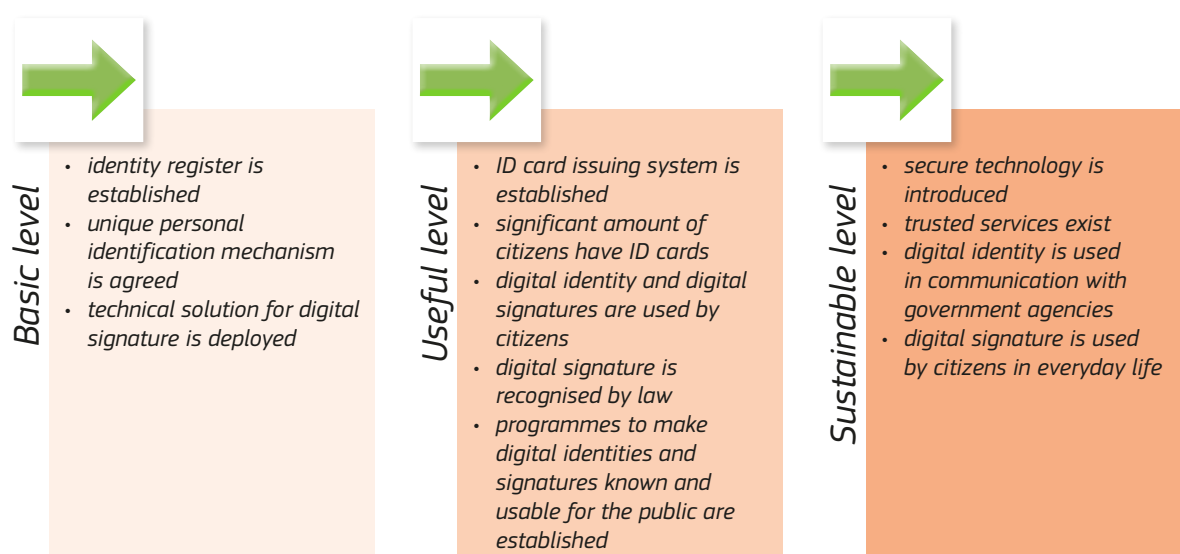 Basic level
• identity register is
established
• unique personal
identification mechanism
is agreed
• technical solution for digital
signature is deployed
Useful level
• ID card issuing system is
established
• significant amount of
citizens have ID cards
• digital identity and digital
signatures are used by
citizens
• digital signature is
recognised by law
• programmes to make
digital identities and
signatures known and
usable for the public are
established
Sustainable level
• secure technology is
introduced
• trusted services exist
• digital identity is used
in communication with
government agencies
• digital signature is used
by citizens in everyday life